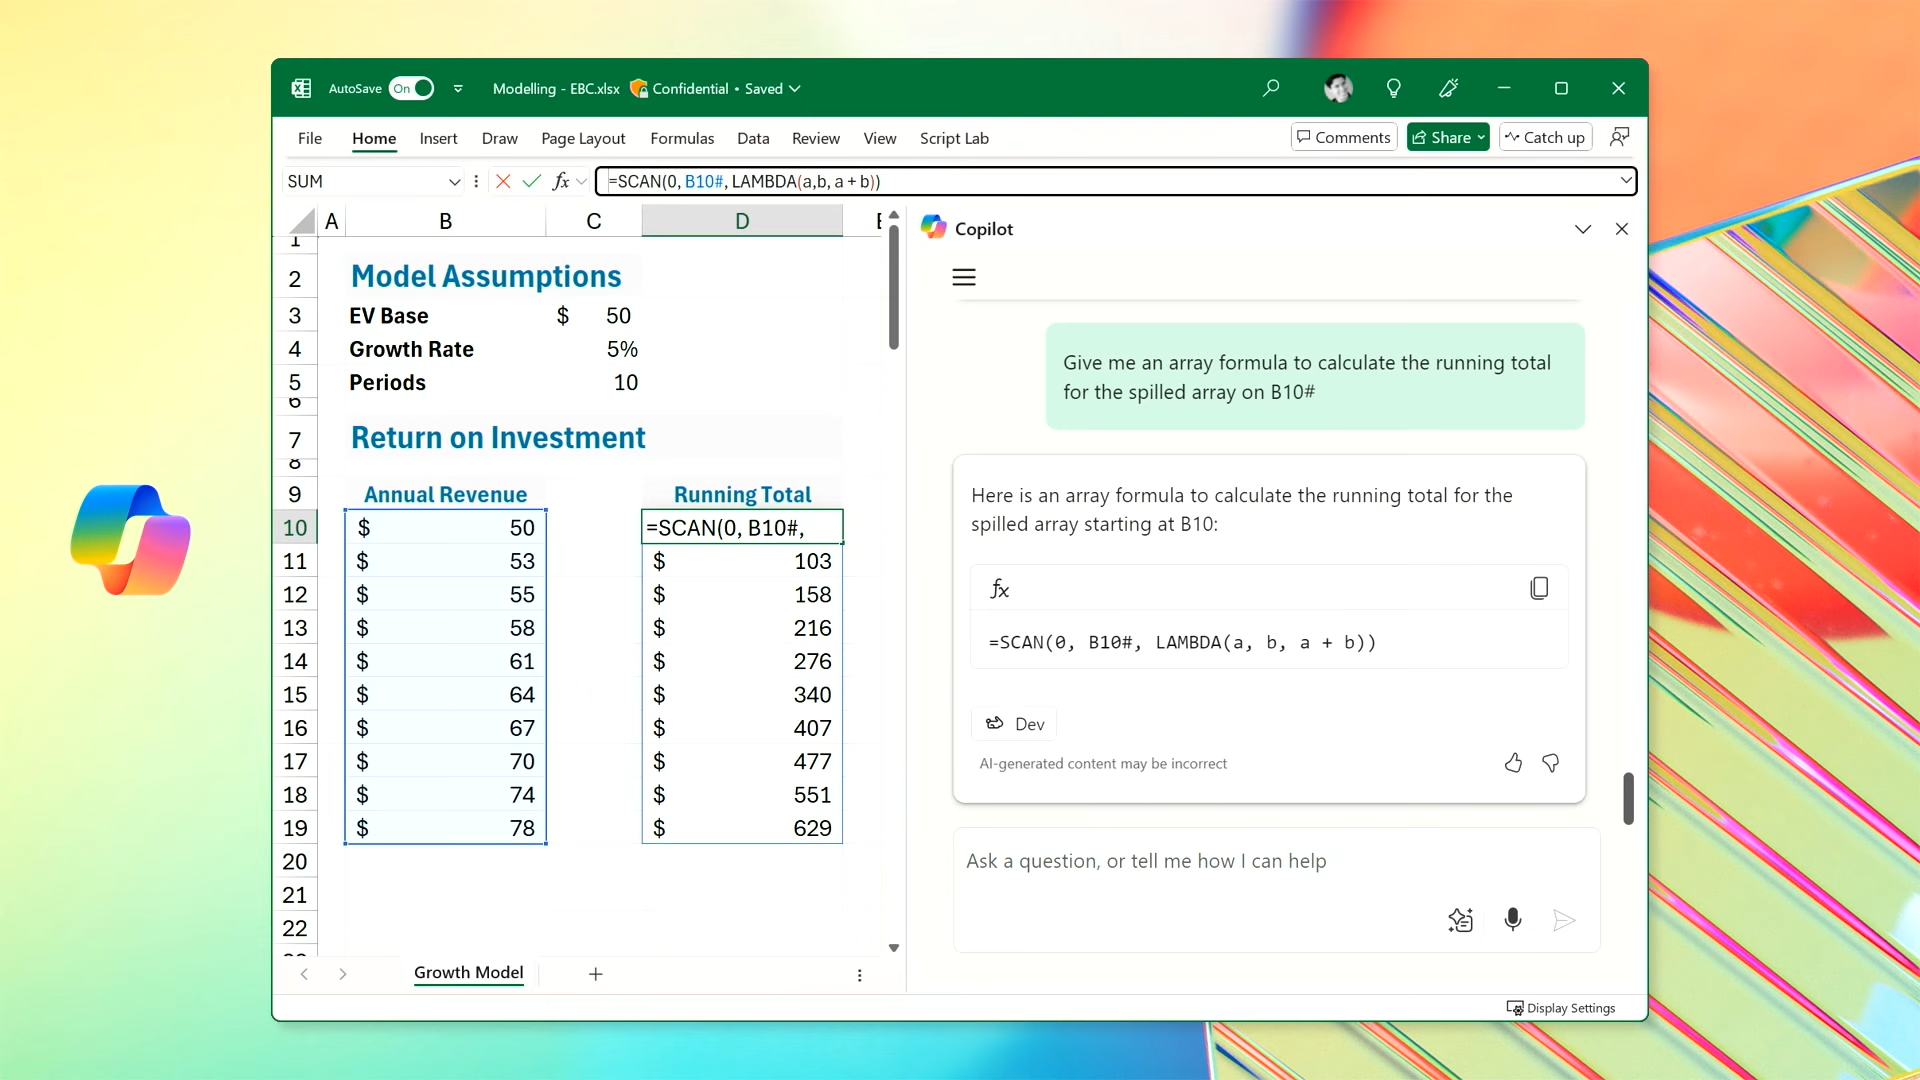 AutoSave On Modelling - EBC.xlsx Confidential • Saved
File Home Insert Draw Page Layout Formulas Data Review View Script Lab Comments Share Catch up
SUM fx =SCAN(0, B10#, LAMBDA(a,b, a + b))
A B C D
1
2 Model Assumptions
3 EV Base $ 50
4 Growth Rate 5%
5 Periods 10
6
7 Return on Investment
8
9 Annual Revenue Running Total
10 $ 50 =SCAN(0, B10#,
11 $ 53 $ 103
12 $ 55 $ 158
13 $ 58 $ 216
14 $ 61 $ 276
15 $ 64 $ 340
16 $ 67 $ 407
17 $ 70 $ 477
18 $ 74 $ 551
19 $ 78 $ 629
20
21
22
Growth Model
Copilot
Give me an array formula to calculate the running total
for the spilled array on B10#
Here is an array formula to calculate the running total for the
spilled array starting at B10:
fx
=SCAN(0, B10#, LAMBDA(a, b, a + b))
Dev
AI-generated content may be incorrect
Ask a question, or tell me how I can help
Display Settings